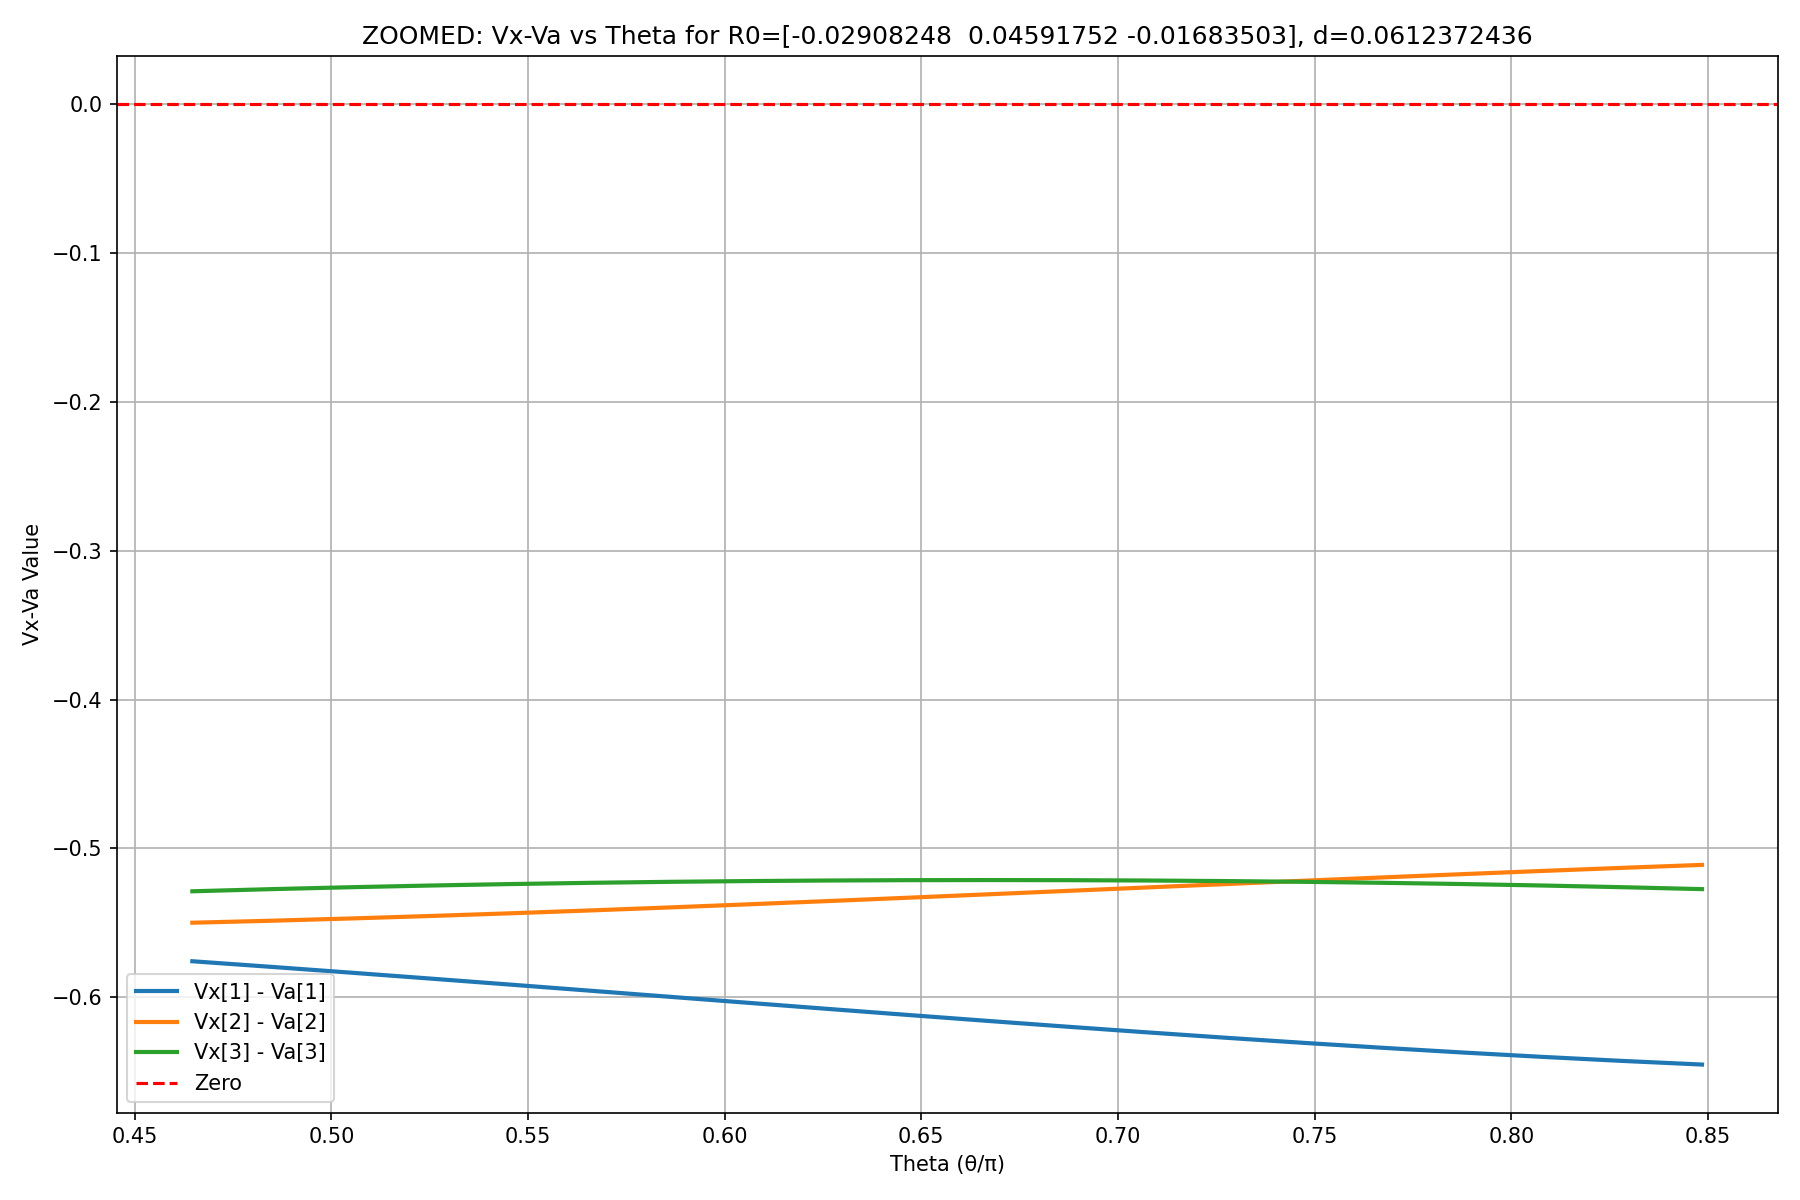 ZOOMED: Vx-Va vs Theta for R0=[-0.02908248  0.04591752 -0.01683503], d=0.0612372436
0.0
−0.1
−0.2
−0.3
−0.4
−0.5
−0.6
Vx-Va Value
Vx[1] - Va[1]
Vx[2] - Va[2]
Vx[3] - Va[3]
Zero
0.45 0.50 0.55 0.60 0.65 0.70 0.75 0.80 0.85
Theta (θ/π)